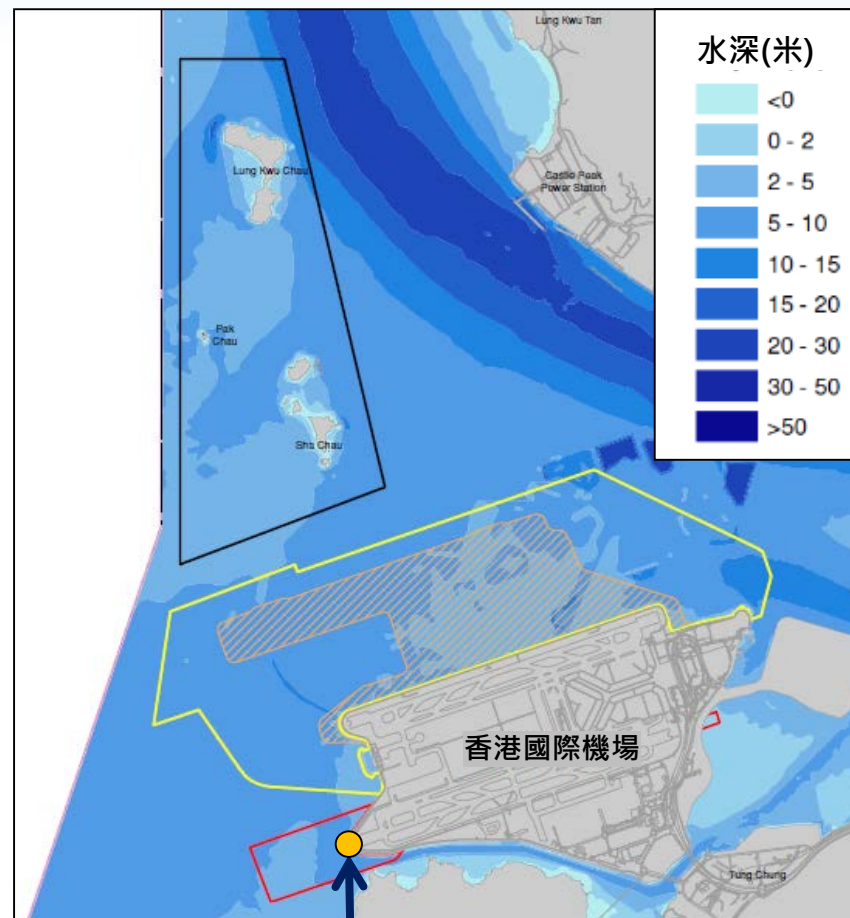 Lung Kwu Tan
水深(米)
<0
0 - 2
2 - 5
5 - 10
10 - 15
15 - 20
20 - 30
30 - 50
>50
Lung Kwu Chau
Castle Peak
Power Station
Pak
Chau
Sha Chau
香港國際機場
Tung Chung